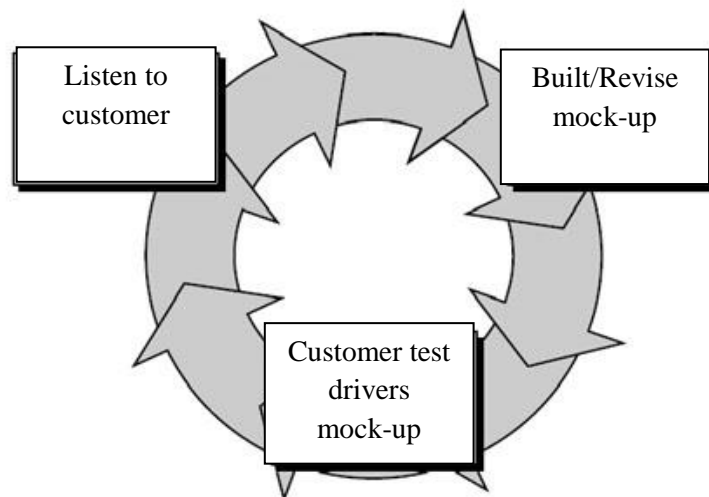 Listen to
customer
Built/Revise
mock-up
Customer test
drivers
mock-up